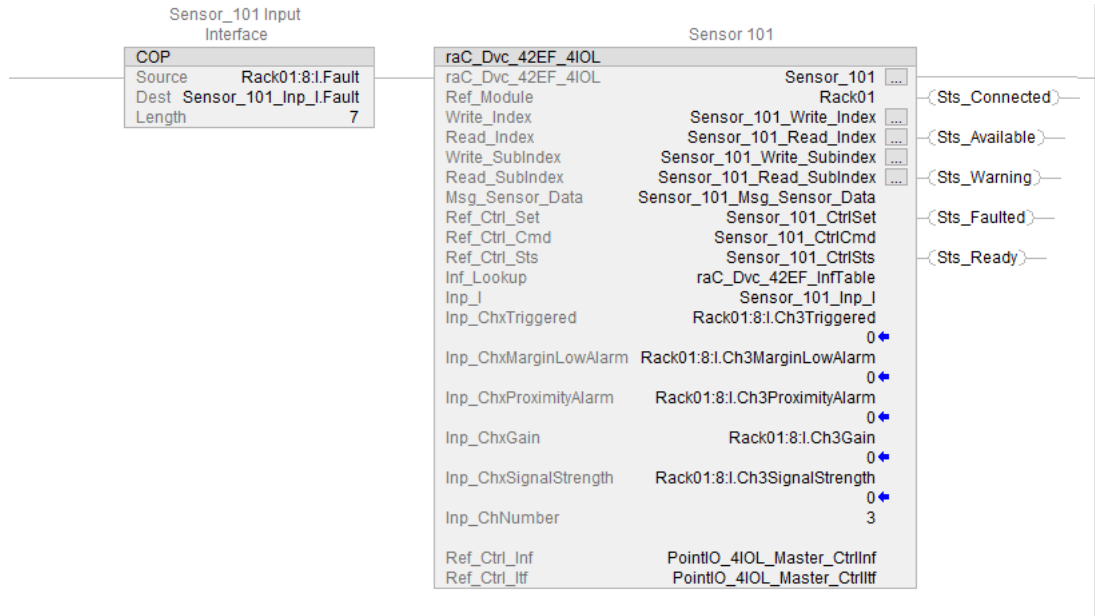 Sensor_101 Input
Interface
COP
Source Rack01:8:I.Fault
Dest Sensor_101_Inp_I.Fault
Length 7
Sensor 101
raC_Dvc_42EF_4IOL
raC_Dvc_42EF_4IOL Sensor_101 ...
Ref_Module Rack01
Write_Index Sensor_101_Write_Index ...
Read_Index Sensor_101_Read_Index ...
Write_SubIndex Sensor_101_Write_Subindex ...
Read_SubIndex Sensor_101_Read_SubIndex ...
Msg_Sensor_Data Sensor_101_Msg_Sensor_Data
Ref_Ctrl_Set Sensor_101_CtrlSet
Ref_Ctrl_Cmd Sensor_101_CtrlCmd
Ref_Ctrl_Sts Sensor_101_CtrlSts
Inf_Lookup raC_Dvc_42EF_InfTable
Inp_I Sensor_101_Inp_I
Inp_ChxTriggered Rack01:8:I.Ch3Triggered
0
Inp_ChxMarginLowAlarm Rack01:8:I.Ch3MarginLowAlarm
0
Inp_ChxProximityAlarm Rack01:8:I.Ch3ProximityAlarm
0
Inp_ChxGain Rack01:8:I.Ch3Gain
0
Inp_ChxSignalStrength Rack01:8:I.Ch3SignalStrength
0
Inp_ChNumber 3
Ref_Ctrl_Inf PointIO_4IOL_Master_CtrlInf
Ref_Ctrl_Itf PointIO_4IOL_Master_CtrlItf
Sts_Connected
Sts_Available
Sts_Warning
Sts_Faulted
Sts_Ready